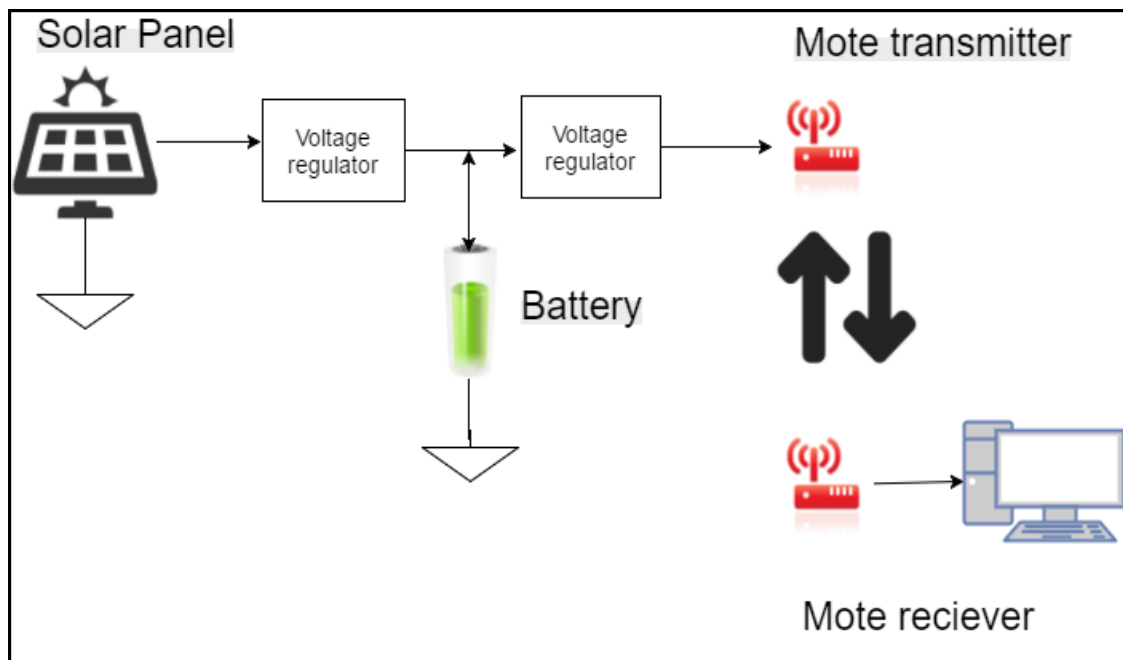 Solar Panel
Mote transmitter
Voltage
regulator
Voltage
regulator
Battery
Mote reciever